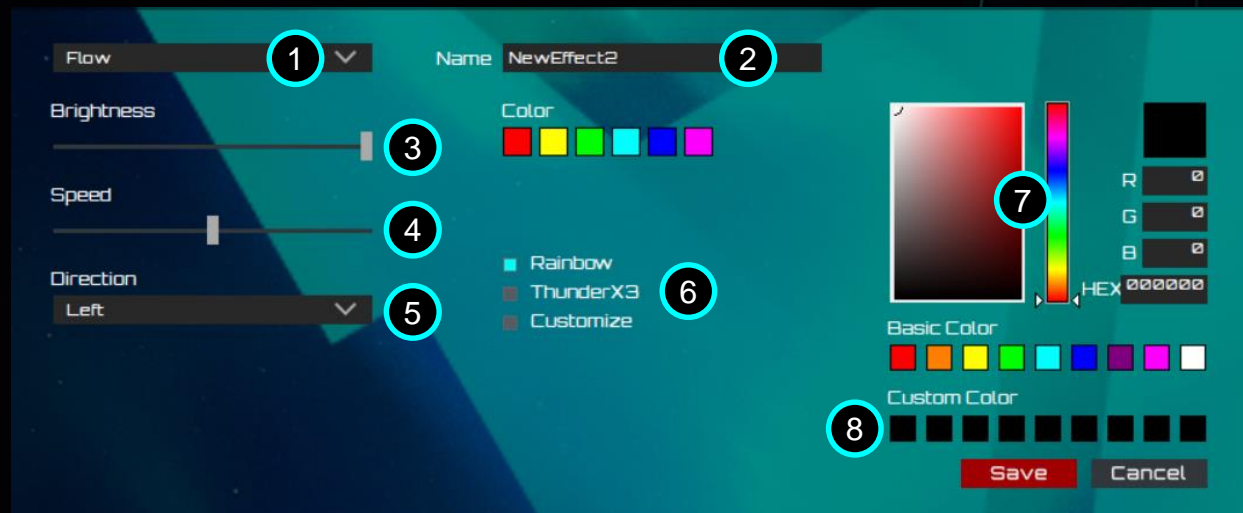 Flow
1
Name
NewEffect2
2
Brightness
3
Color
Speed
4
Direction
Left
5
Rainbow
ThunderX3
Customize
6
7
R 0
G 0
B 0
HEX 000000
Basic Color
Custom Color
8
Save
Cancel